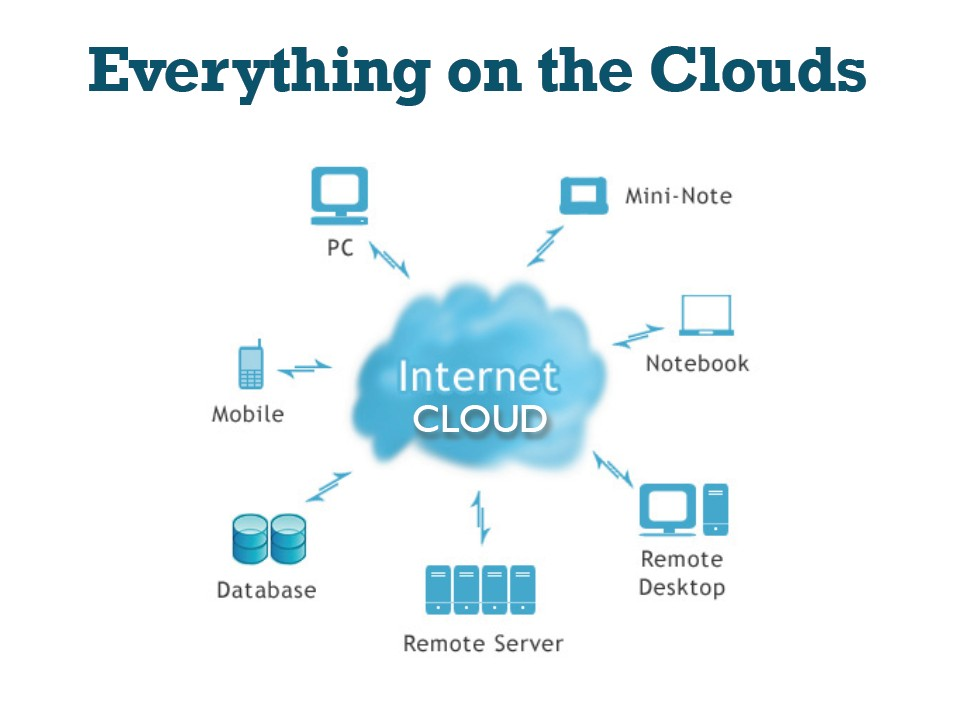 Everything on the Clouds
PC
Mini-Note
Notebook
Internet
CLOUD
Mobile
Database
Remote
Desktop
Remote Server